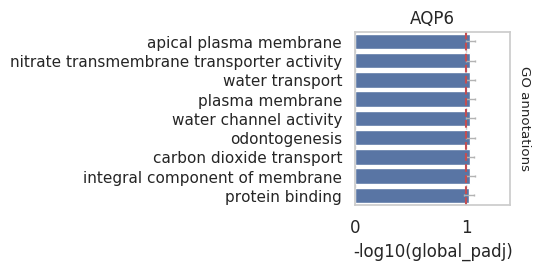 AQP6
apical plasma membrane
nitrate transmembrane transporter activity
water transport
plasma membrane
water channel activity
odontogenesis
carbon dioxide transport
integral component of membrane
protein binding
GO annotations
0 1
-log10(global_padj)